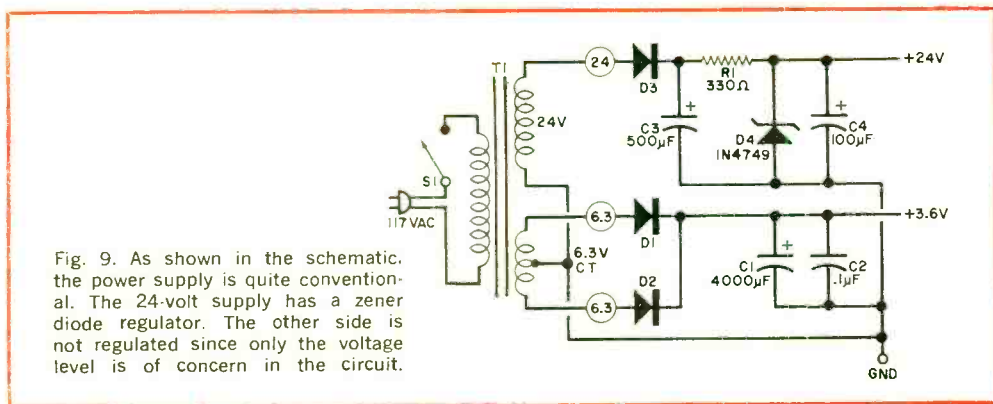 T1
24
D3
R1
330Ω
+24V
24V
+
C3
500µF
D4
1N4749
+
C4
100µF
S1
117VAC
6.3
D1
+3.6V
6.3V
CT
+
C1
4000µF
C2
.1µF
D2
6.3
GND
Fig. 9. As shown in the schematic,
the power supply is quite convention-
al. The 24-volt supply has a zener
diode regulator. The other side is
not regulated since only the voltage
level is of concern in the circuit.